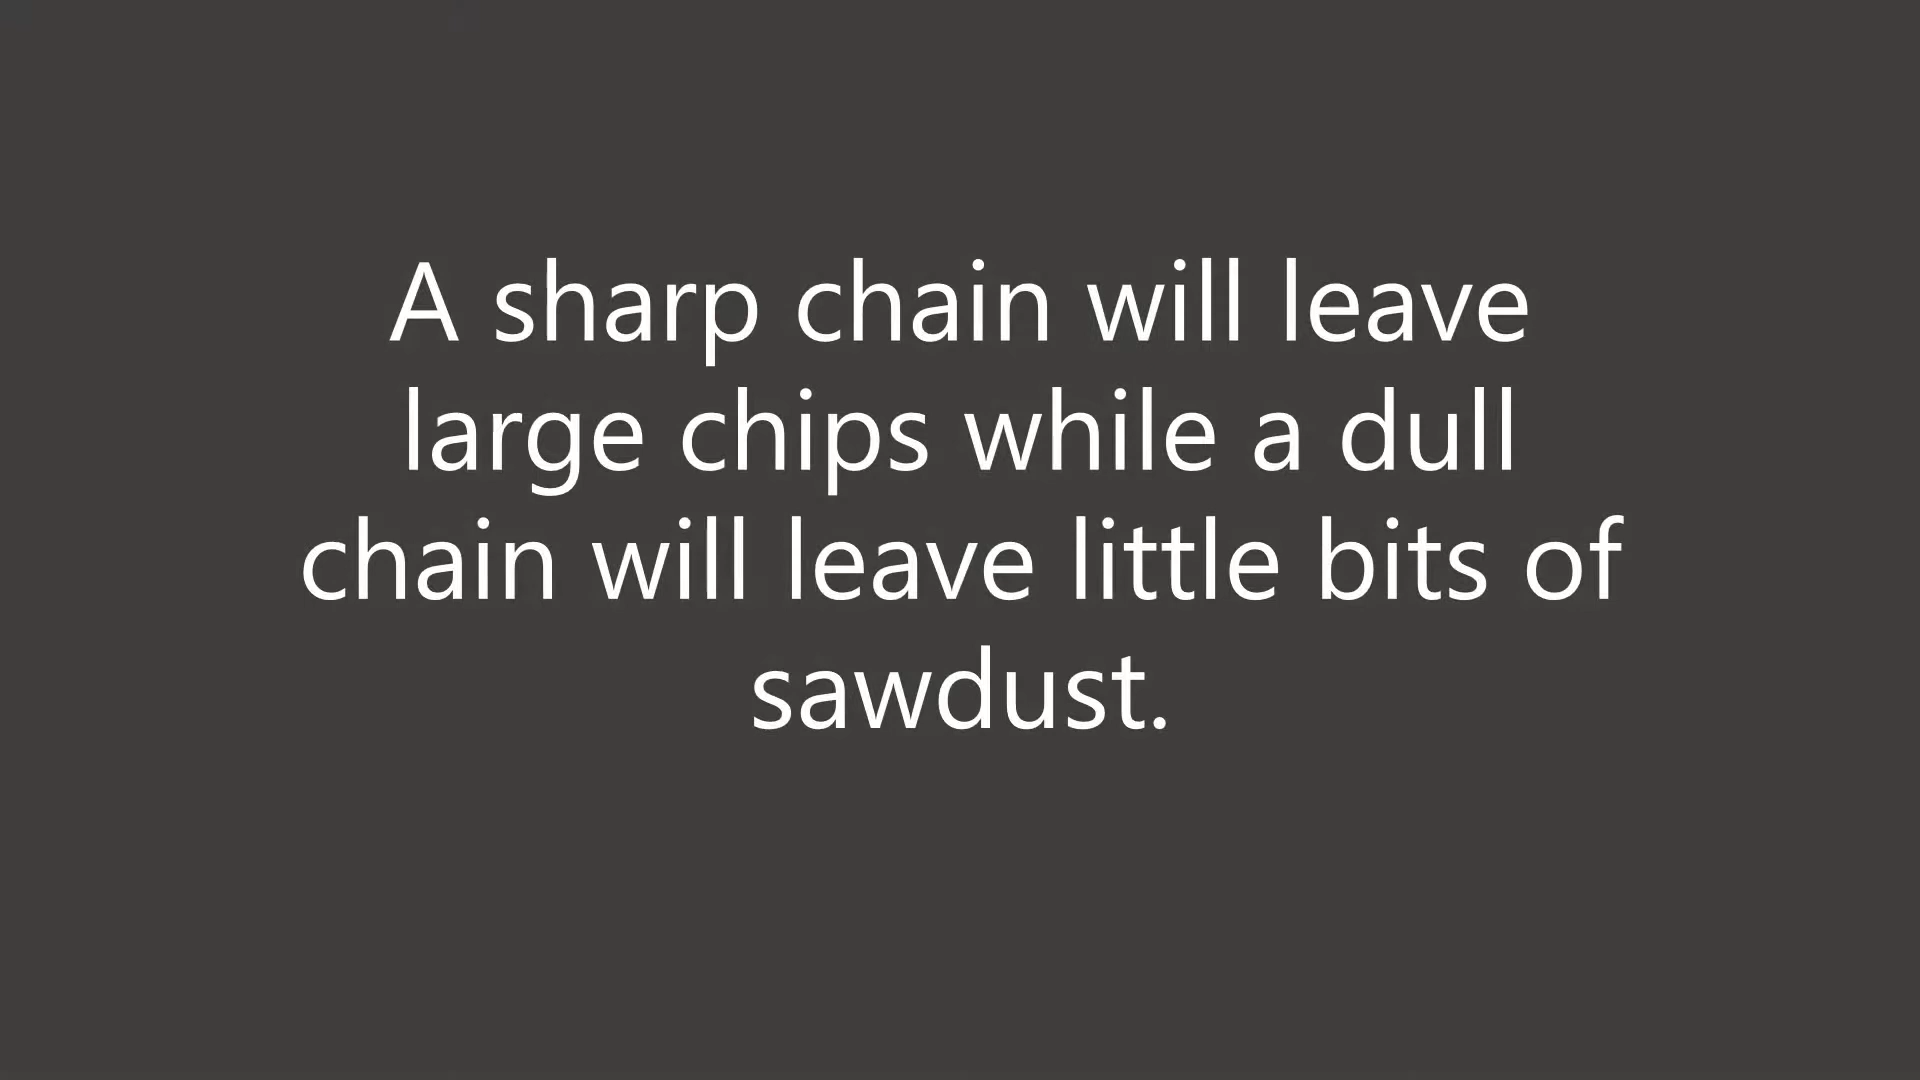 A sharp chain will leave
large chips while a dull
chain will leave little bits of
sawdust.